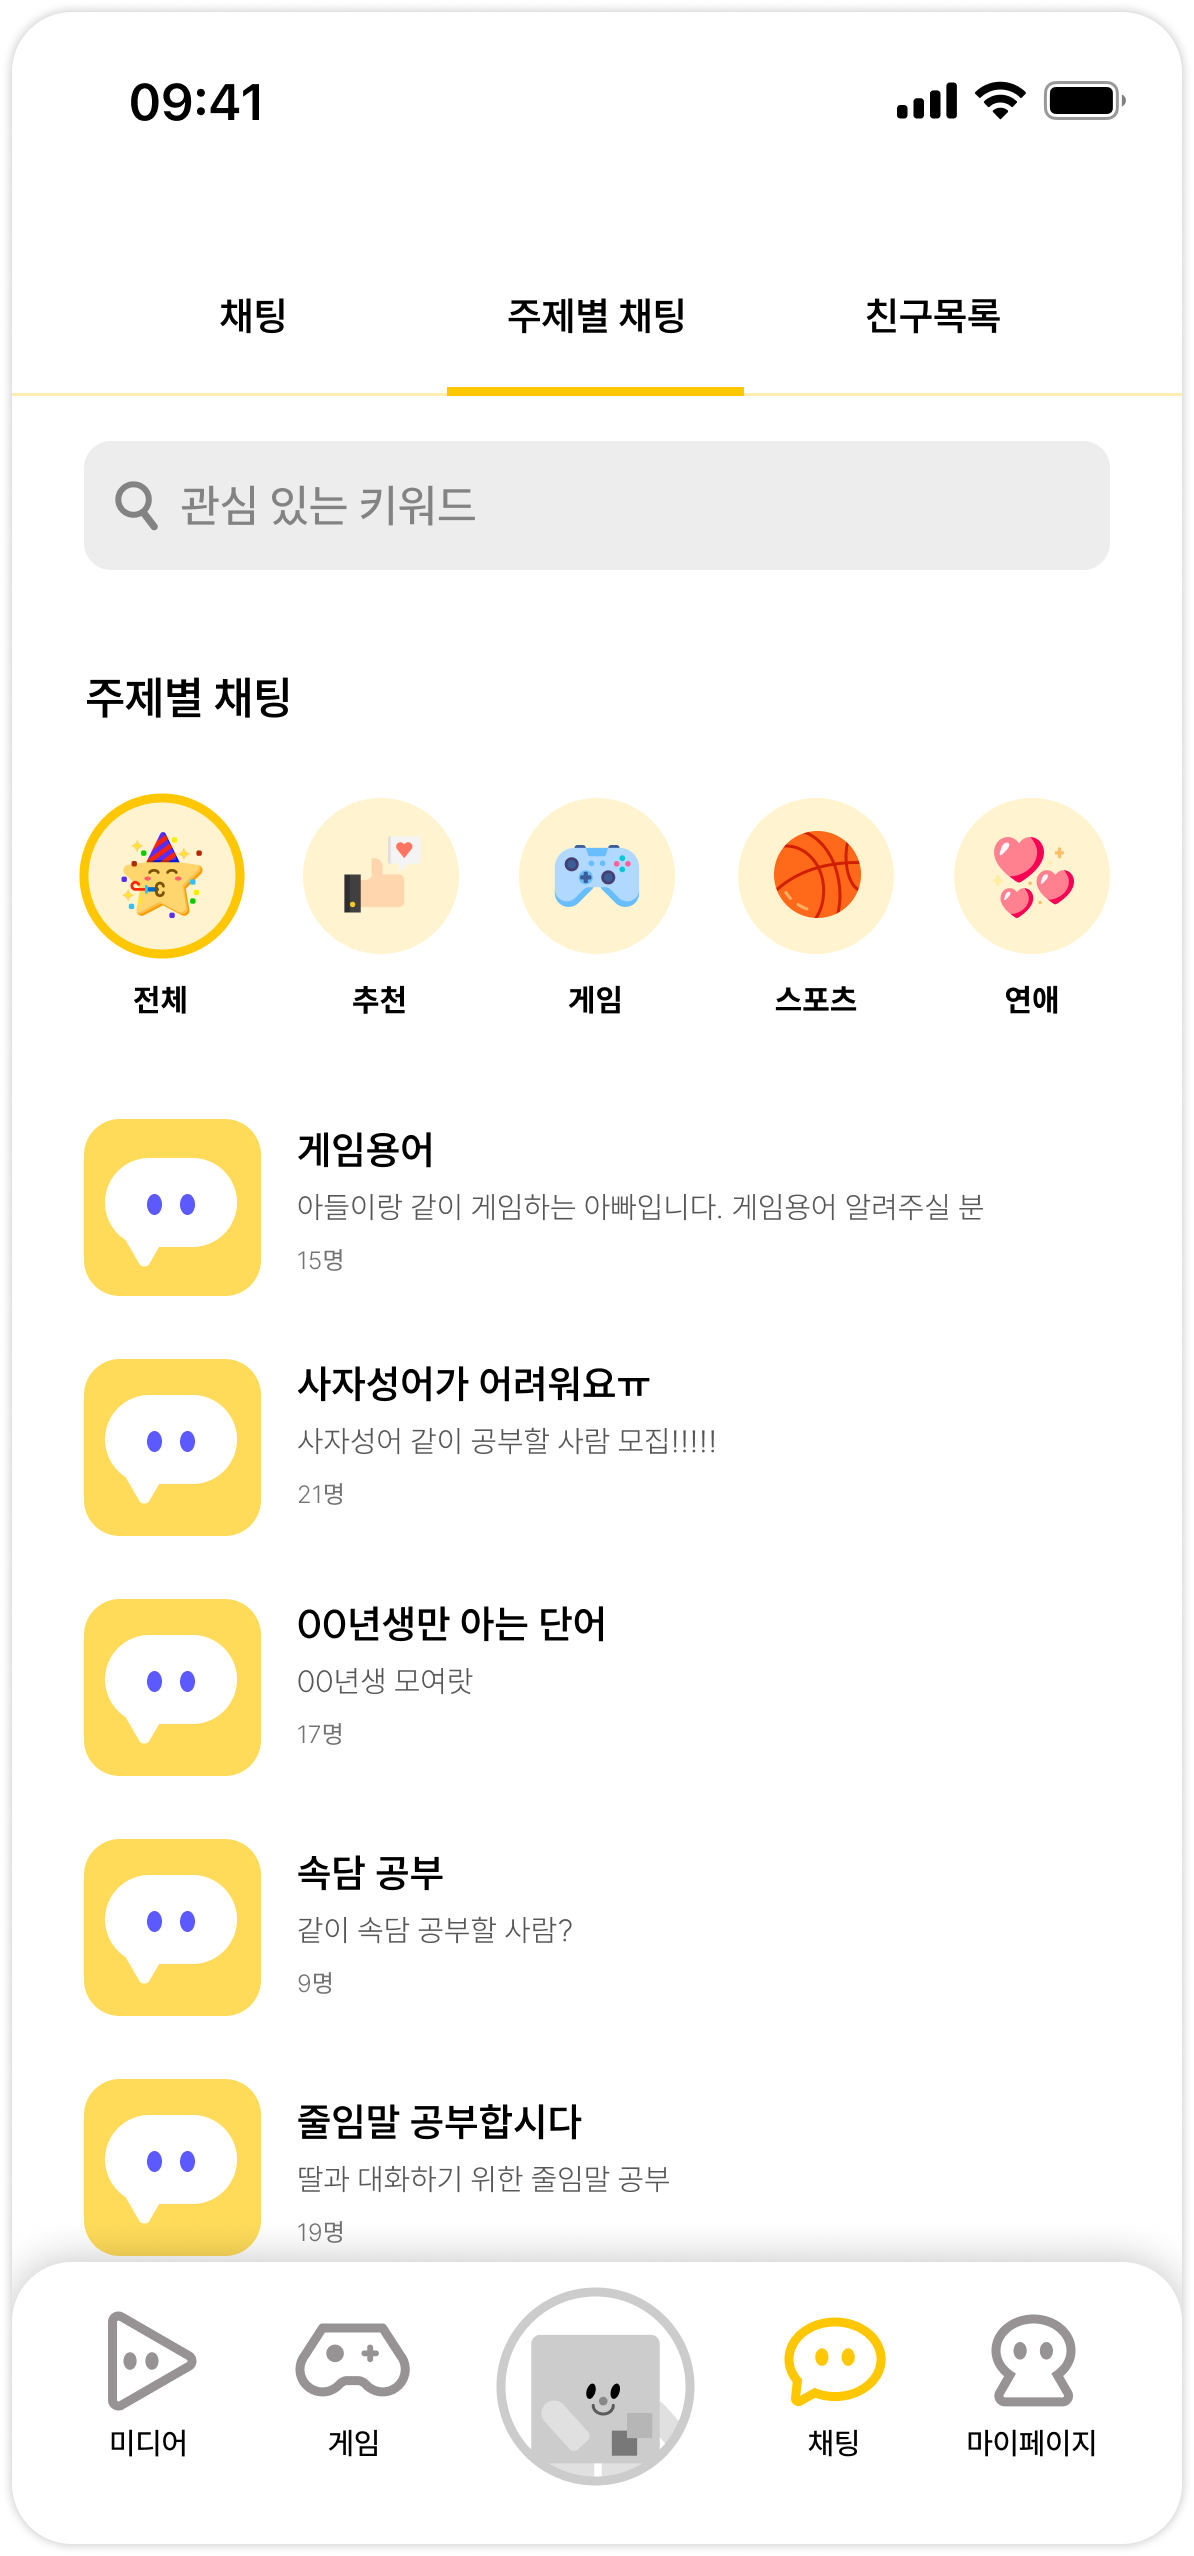 09:41
채팅 주제별 채팅 친구목록
관심 있는 키워드
주제별 채팅
전체 추천 게임 스포츠 연애
게임용어
아들이랑 같이 게임하는 아빠입니다. 게임용어 알려주실 분
15명
사자성어가 어려워요ㅠ
사자성어 같이 공부할 사람 모집!!!!!
21명
00년생만 아는 단어
00년생 모여랏
17명
속담 공부
같이 속담 공부할 사람?
9명
줄임말 공부합시다
딸과 대화하기 위한 줄임말 공부
19명
미디어 게임 채팅 마이페이지